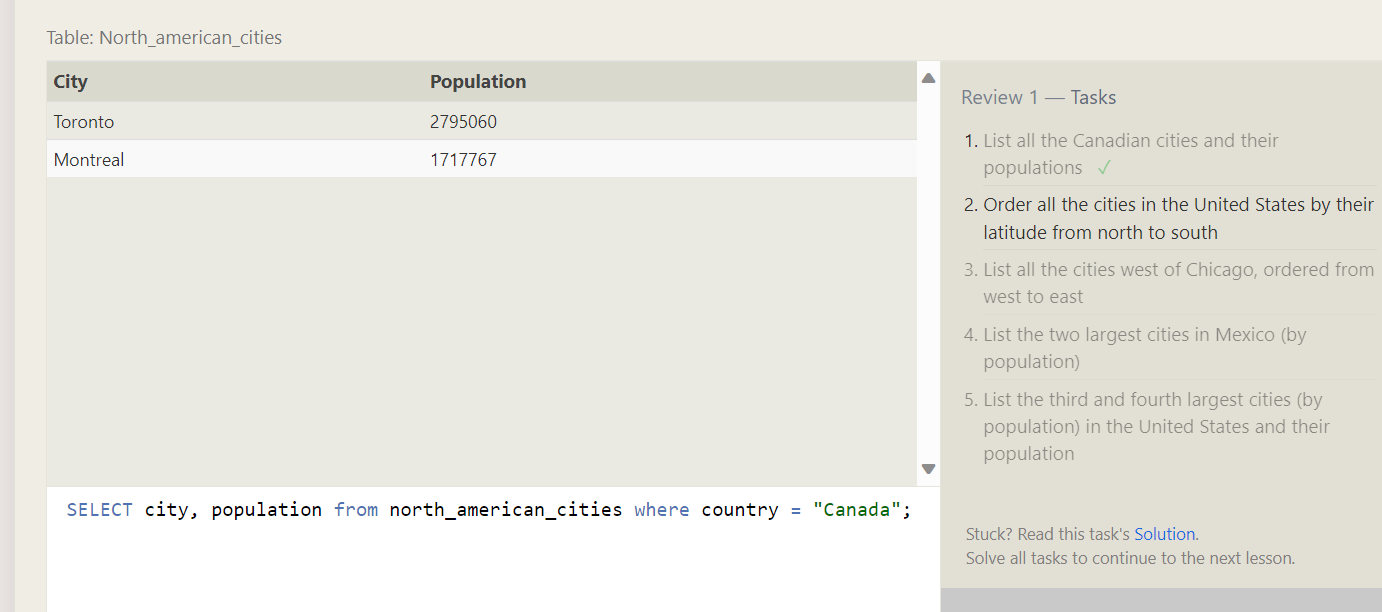 Table: North_american_cities
City Population
Toronto 2795060
Montreal 1717767
SELECT city, population from north_american_cities where country = "Canada";
Review 1 — Tasks
1. List all the Canadian cities and their
populations ✓
2. Order all the cities in the United States by their
latitude from north to south
3. List all the cities west of Chicago, ordered from
west to east
4. List the two largest cities in Mexico (by
population)
5. List the third and fourth largest cities (by
population) in the United States and their
population
Stuck? Read this task's Solution.
Solve all tasks to continue to the next lesson.